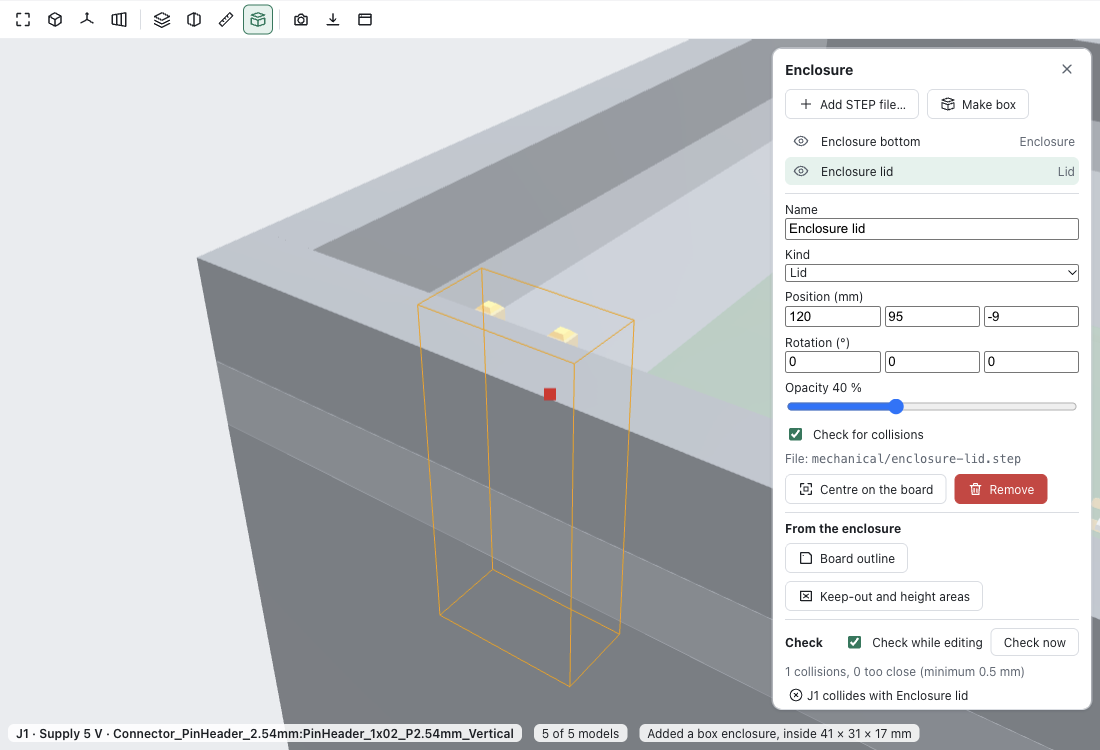 Enclosure
Add STEP file...
Make box
Enclosure bottom
Enclosure
Enclosure lid
Lid
Name
Enclosure lid
Kind
Lid
Position (mm)
120
95
-9
Rotation (°)
0
0
0
Opacity 40 %
Check for collisions
File: mechanical/enclosure-lid.step
Centre on the board
Remove
From the enclosure
Board outline
Keep-out and height areas
Check
Check while editing
Check now
1 collisions, 0 too close (minimum 0.5 mm)
J1 collides with Enclosure lid
J1 · Supply 5 V · Connector_PinHeader_2.54mm:PinHeader_1x02_P2.54mm_Vertical
5 of 5 models
Added a box enclosure, inside 41 × 31 × 17 mm